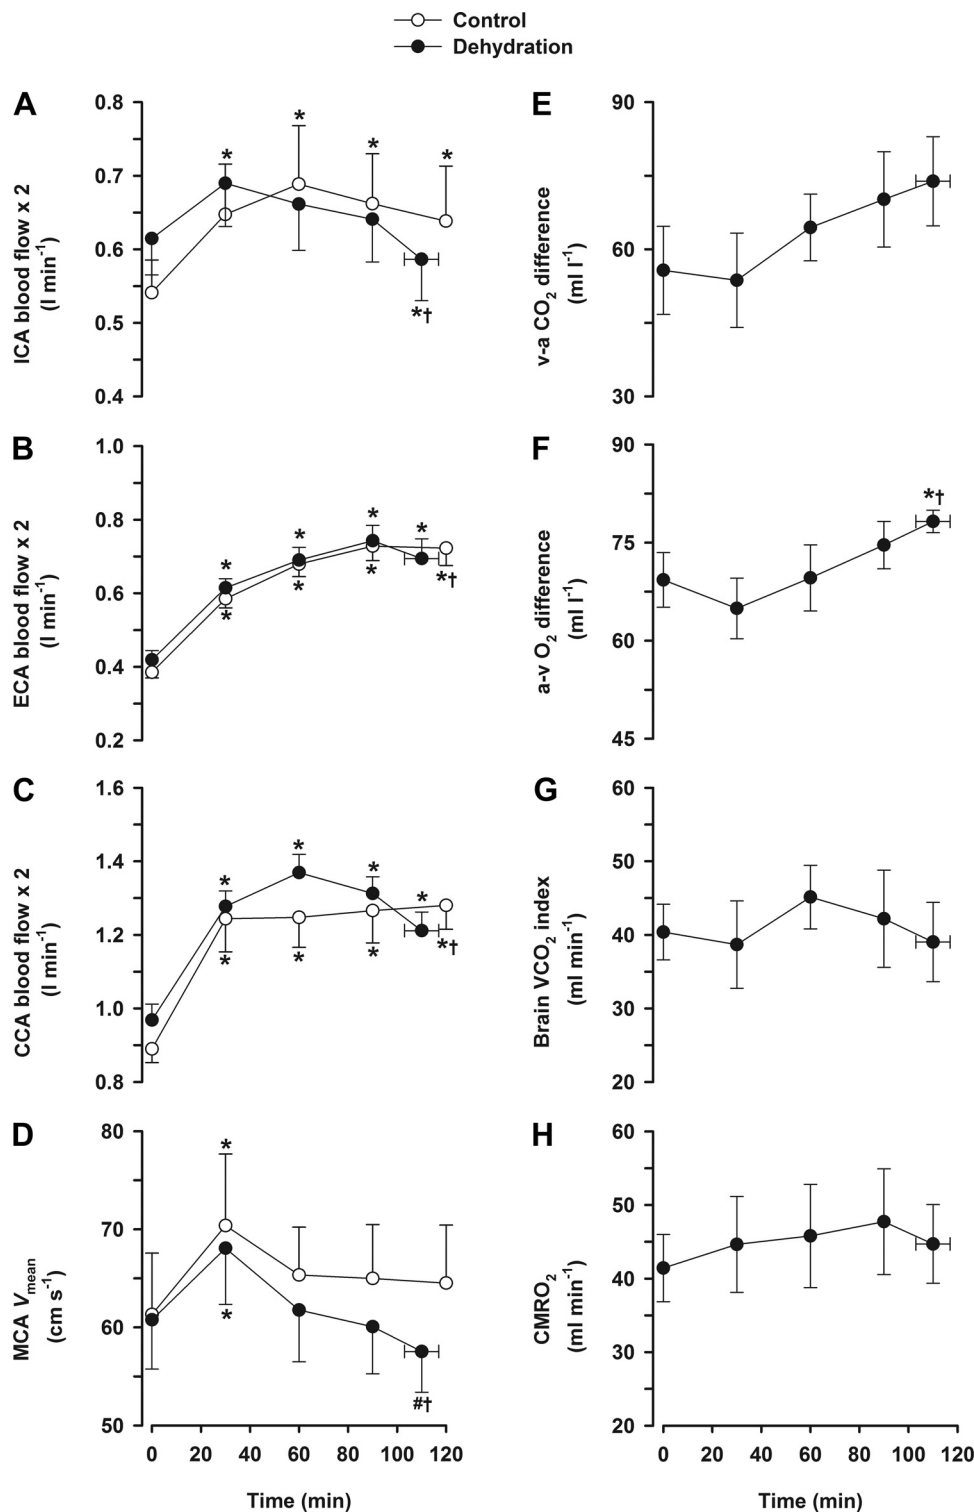 Control
Dehydration
A
ICA blood flow x 2
(l min⁻¹)
0.8
0.7
0.6
0.5
0.4
*
*
*
*
*†
B
ECA blood flow x 2
(l min⁻¹)
1.0
0.8
0.6
0.4
0.2
*
*
*
*
*
*
*
*†
C
CCA blood flow x 2
(l min⁻¹)
1.6
1.4
1.2
1.0
0.8
*
*
*
*
*
*
*
*†
D
MCA Vmean
(cm s⁻¹)
80
70
60
50
*
*
#†
0 20 40 60 80 100 120
Time (min)
E
v-a CO₂ difference
(ml l⁻¹)
90
60
30
F
a-v O₂ difference
(ml l⁻¹)
90
75
60
45
*†
G
Brain VCO₂ index
(ml min⁻¹)
60
50
40
30
20
H
CMRO₂
(ml min⁻¹)
60
50
40
30
20
0 20 40 60 80 100 120
Time (min)